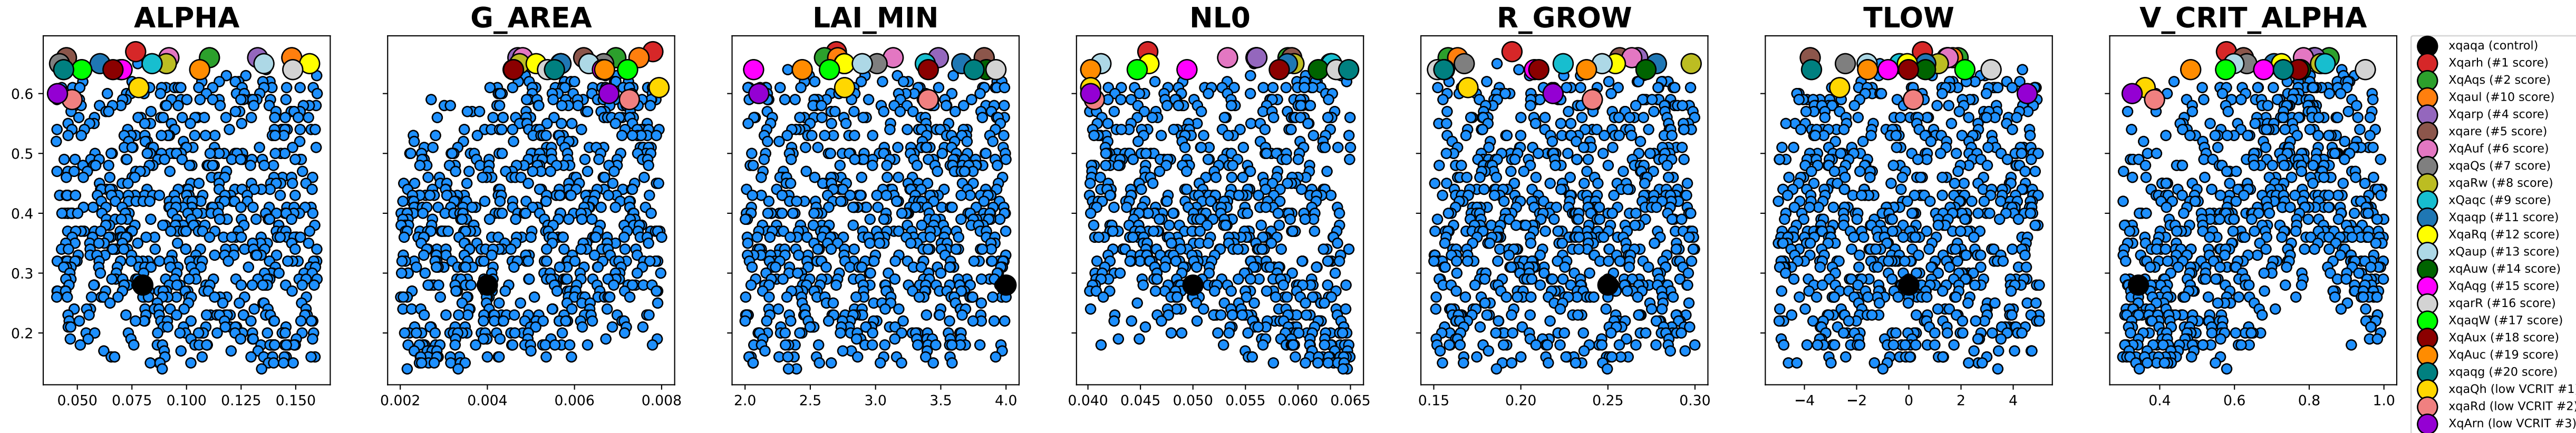 ALPHA
G_AREA
LAI_MIN
NL0
R_GROW
TLOW
V_CRIT_ALPHA
0.6
0.5
0.4
0.3
0.2
0.050 0.075 0.100 0.125 0.150
0.002 0.004 0.006 0.008
2.0 2.5 3.0 3.5 4.0
0.040 0.045 0.050 0.055 0.060 0.065
0.15 0.20 0.25 0.30
−4 −2 0 2 4
0.4 0.6 0.8 1.0
xqaqa (control)
Xqarh (#1 score)
XqAqs (#2 score)
Xqaul (#10 score)
Xqarp (#4 score)
xqare (#5 score)
XqAuf (#6 score)
xqaQs (#7 score)
xqaRw (#8 score)
xQaqc (#9 score)
Xqaqp (#11 score)
XqaRq (#12 score)
xQaup (#13 score)
xqAuw (#14 score)
XqAqg (#15 score)
xqarR (#16 score)
XqaqW (#17 score)
XqAux (#18 score)
XqAuc (#19 score)
xqaqg (#20 score)
xqaQh (low VCRIT #1
xqaRd (low VCRIT #2)
XqArn (low VCRIT #3)